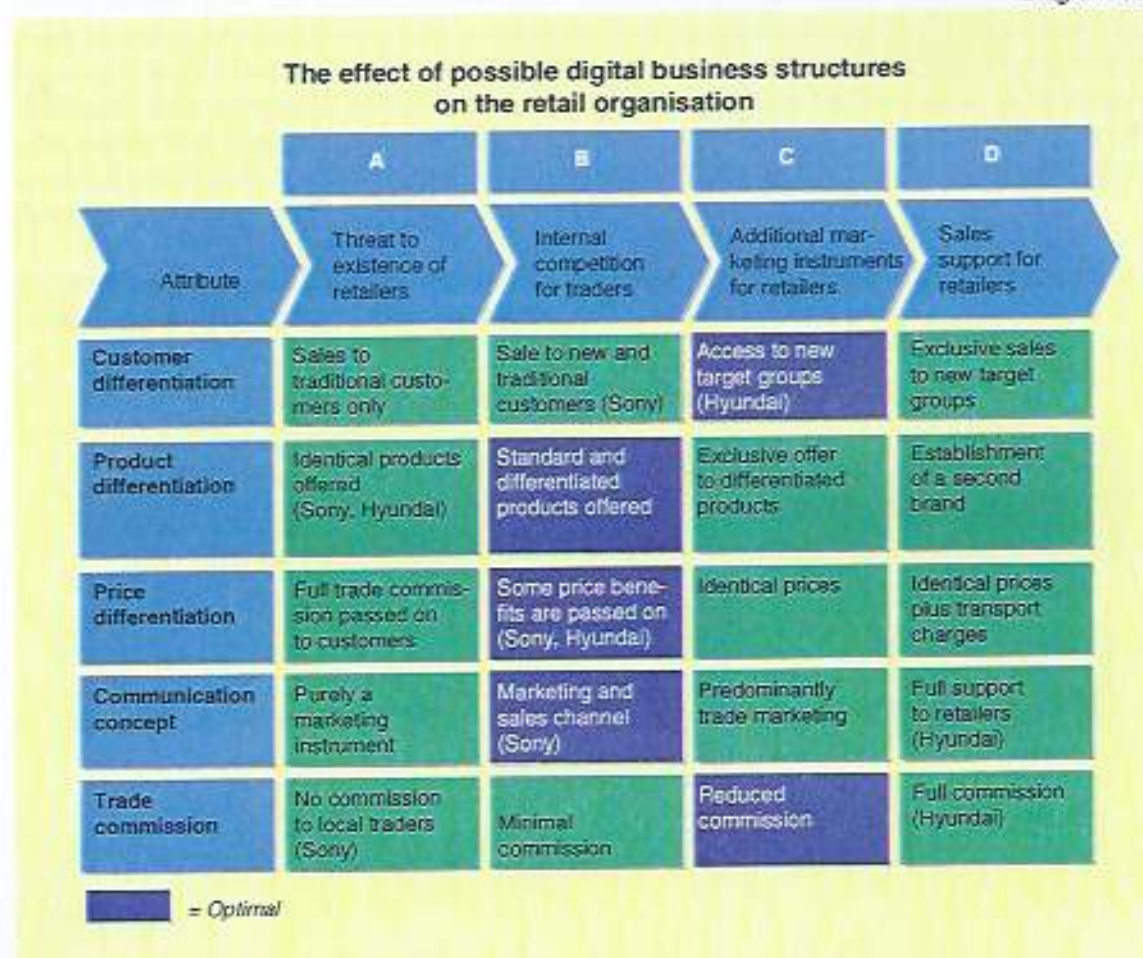 The effect of possible digital business structures
on the retail organisation
A
B
C
D
Attribute
Threat to
existence of
retailers
Internal
competition
for traders
Additional mar-
keting instruments
for retailers
Sales
support for
retailers
Customer
differentiation
Sales to
traditional custo-
mers only
Sale to new and
traditional
customers (Sony)
Access to new
target groups
(Hyundai)
Exclusive sales
to new target
groups
Product
differentiation
Identical products
offered
(Sony, Hyundai)
Standard and
differentiated
products offered
Exclusive offer
to differentiated
products
Establishment
of a second
brand
Price
differentiation
Full trade commis-
sion passed on
to customers
Some price bene-
fits are passed on
(Sony, Hyundai)
Identical prices
Identical prices
plus transport
charges
Communication
concept
Purely a
marketing
instrument
Marketing and
sales channel
(Sony)
Predominantly
trade marketing
Full support
to retailers
(Hyundai)
Trade
commission
No commission
to local traders
(Sony)
Minimal
commission
Reduced
commission
Full commission
(Hyundai)
= Optimal